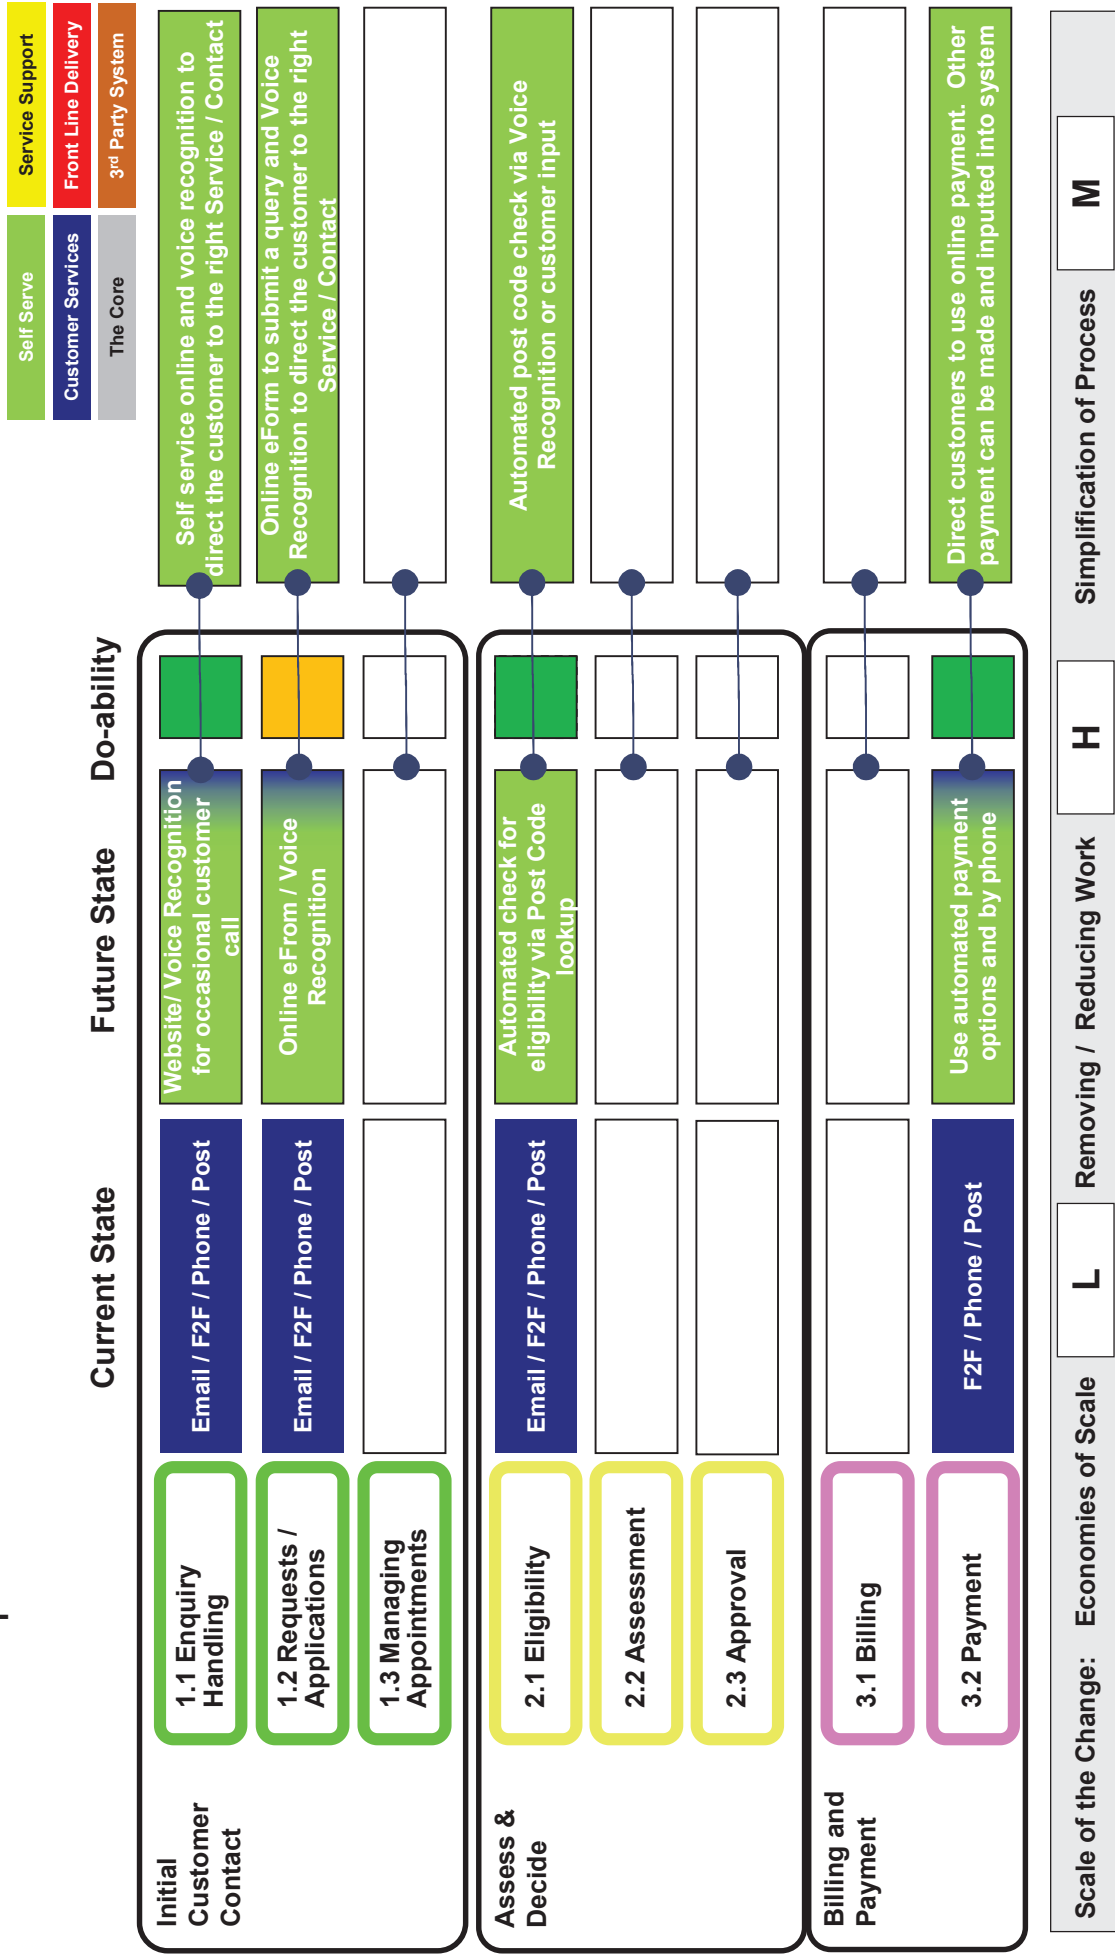 Self Serve
Service Support
Customer Services
Front Line Delivery
The Core
3rd Party System
Current State
Future State
Do-ability
Initial
Customer
Contact
1.1 Enquiry
Handling
Email / F2F / Phone / Post
Website/ Voice Recognition
for occasional customer
call
Self service online and voice recognition to
direct the customer to the right Service / Contact
1.2 Requests /
Applications
Email / F2F / Phone / Post
Online eFrom / Voice
Recognition
Online eForm to submit a query and Voice
Recognition to direct the customer to the right
Service / Contact
1.3 Managing
Appointments
Assess &
Decide
2.1 Eligibility
Email / F2F / Phone / Post
Automated check for
eligibility via Post Code
lookup
Automated post code check via Voice
Recognition or customer input
2.2 Assessment
2.3 Approval
Billing and
Payment
3.1 Billing
3.2 Payment
F2F / Phone / Post
Use automated payment
options and by phone
Direct customers to use online payment. Other
payment can be made and inputted into system
Scale of the Change: Economies of Scale L Removing / Reducing Work H Simplification of Process M